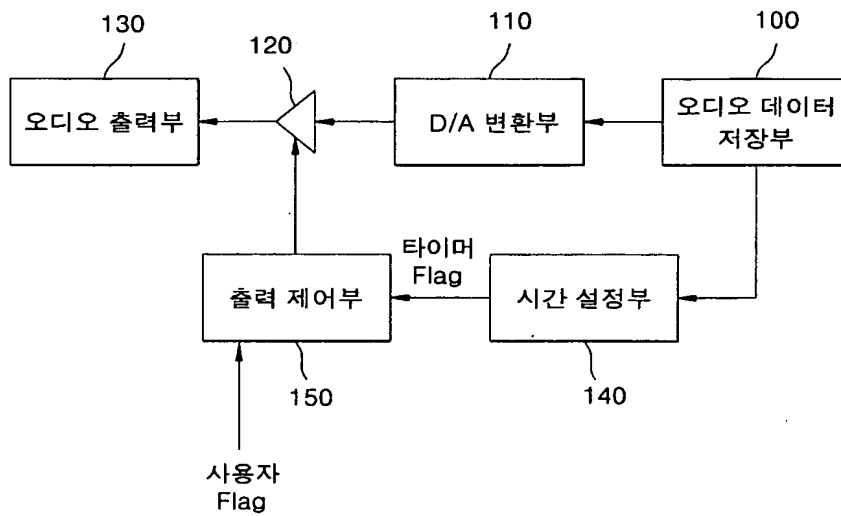 130
120
110
100
오디오 출력부
D/A 변환부
오디오 데이터
저장부
타이머
Flag
출력 제어부
시간 설정부
150
140
사용자
Flag